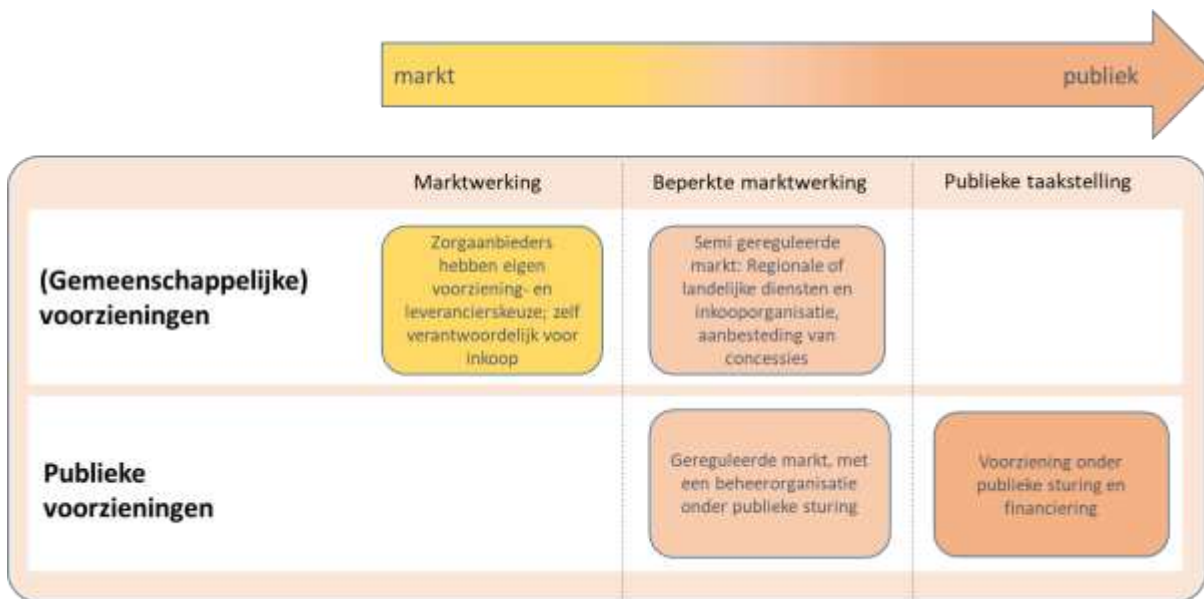 markt
publiek
Marktwerking
Beperkte marktwerking
Publieke taakstelling
(Gemeenschappelijke)
voorzieningen
Zorgaanbieders
hebben eigen
voorziening- en
leverancierskeuze; zelf
verantwoordelijk voor
inkoop
Semi gereguleerde
markt: Regionale of
landelijke diensten en
inkooporganisatie,
aanbesteding van
concessies
Publieke
voorzieningen
Gereguleerde markt, met
een beheerorganisatie
onder publieke sturing
Voorziening onder
publieke sturing en
financiering